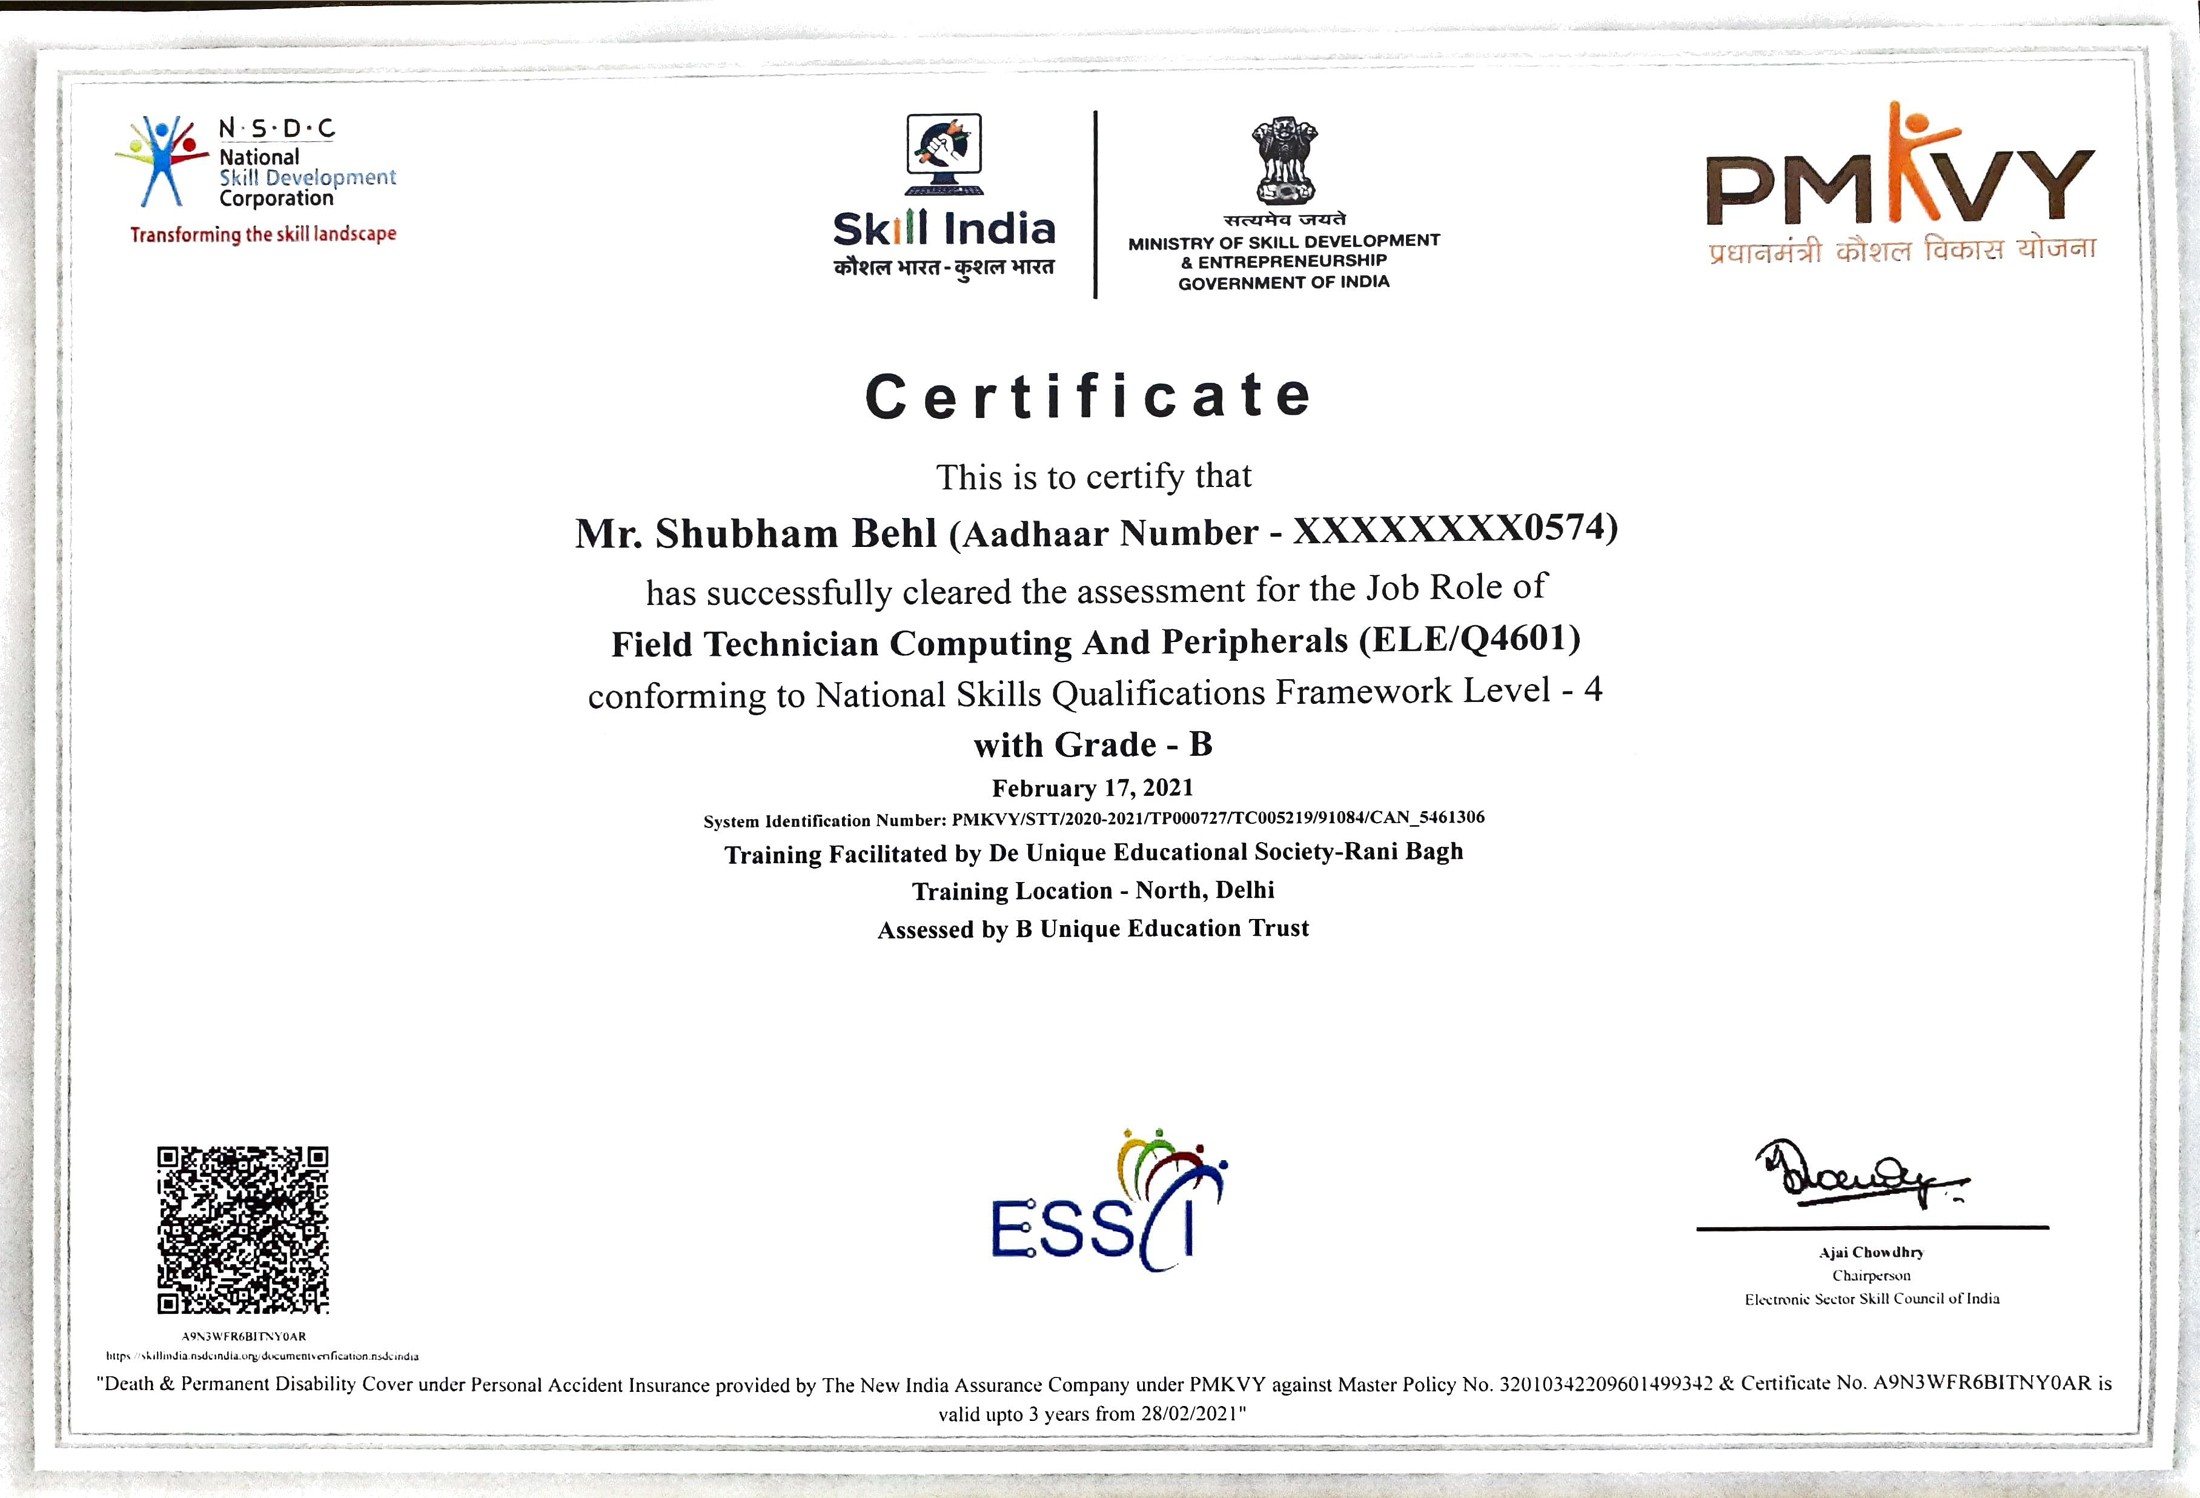 N·S·D·C
National
Skill Development
Corporation
Transforming the skill landscape
Skill India
कौशल भारत - कुशल भारत
सत्यमेव जयते
MINISTRY OF SKILL DEVELOPMENT
& ENTREPRENEURSHIP
GOVERNMENT OF INDIA
PMKVY
प्रधानमंत्री कौशल विकास योजना
Certificate
This is to certify that
Mr. Shubham Behl (Aadhaar Number - XXXXXXXX0574)
has successfully cleared the assessment for the Job Role of
Field Technician Computing And Peripherals (ELE/Q4601)
conforming to National Skills Qualifications Framework Level - 4
with Grade - B
February 17, 2021
System Identification Number: PMKVY/STT/2020-2021/TP000727/TC005219/91084/CAN_5461306
Training Facilitated by De Unique Educational Society-Rani Bagh
Training Location - North, Delhi
Assessed by B Unique Education Trust
ESSCI
Ajai Chowdhry
Chairperson
Electronic Sector Skill Council of India
A9N3WFR6BITNY0AR
https://skillindia.nsdcindia.org/documentverification.nsdcindia
"Death & Permanent Disability Cover under Personal Accident Insurance provided by The New India Assurance Company under PMKVY against Master Policy No. 32010342209601499342 & Certificate No. A9N3WFR6BITNY0AR is
valid upto 3 years from 28/02/2021"